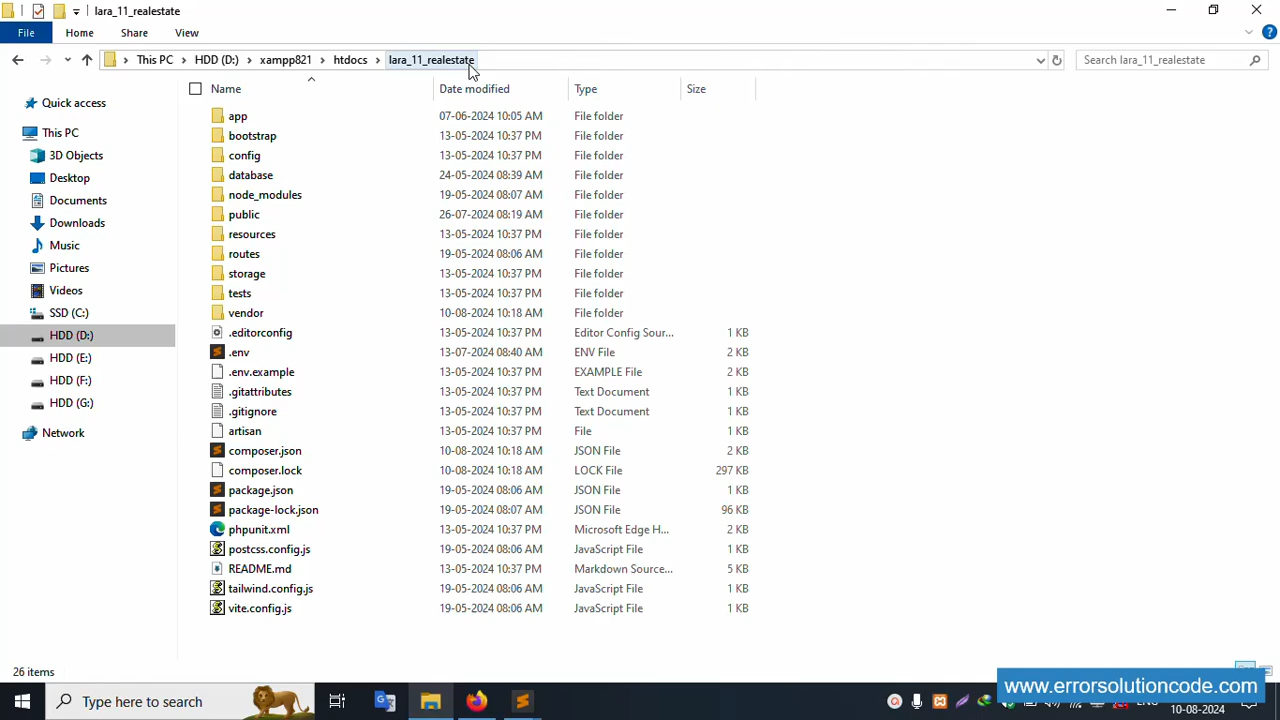 lara_11_realestate
File Home Share View
This PC HDD (D:) xampp821 htdocs lara_11_realestate Search lara_11_realestate
Name Date modified Type Size
Quick access
This PC
3D Objects
Desktop
Documents
Downloads
Music
Pictures
Videos
SSD (C:)
HDD (D:)
HDD (E:)
HDD (F:)
HDD (G:)
Network
app 07-06-2024 10:05 AM File folder
bootstrap 13-05-2024 10:37 PM File folder
config 13-05-2024 10:37 PM File folder
database 24-05-2024 08:39 AM File folder
node_modules 19-05-2024 08:07 AM File folder
public 26-07-2024 08:19 AM File folder
resources 13-05-2024 10:37 PM File folder
routes 19-05-2024 08:06 AM File folder
storage 13-05-2024 10:37 PM File folder
tests 13-05-2024 10:37 PM File folder
vendor 10-08-2024 10:18 AM File folder
.editorconfig 13-05-2024 10:37 PM Editor Config Sour... 1 KB
.env 13-07-2024 08:40 AM ENV File 2 KB
.env.example 13-05-2024 10:37 PM EXAMPLE File 2 KB
.gitattributes 13-05-2024 10:37 PM Text Document 1 KB
.gitignore 13-05-2024 10:37 PM Text Document 1 KB
artisan 13-05-2024 10:37 PM File 1 KB
composer.json 10-08-2024 10:18 AM JSON File 2 KB
composer.lock 10-08-2024 10:18 AM LOCK File 297 KB
package.json 19-05-2024 08:06 AM JSON File 1 KB
package-lock.json 19-05-2024 08:07 AM JSON File 96 KB
phpunit.xml 13-05-2024 10:37 PM Microsoft Edge H... 2 KB
postcss.config.js 19-05-2024 08:06 AM JavaScript File 1 KB
README.md 13-05-2024 10:37 PM Markdown Source... 5 KB
tailwind.config.js 19-05-2024 08:06 AM JavaScript File 1 KB
vite.config.js 19-05-2024 08:06 AM JavaScript File 1 KB
26 items
www.errorsolutioncode.com
Type here to search
10-08-2024